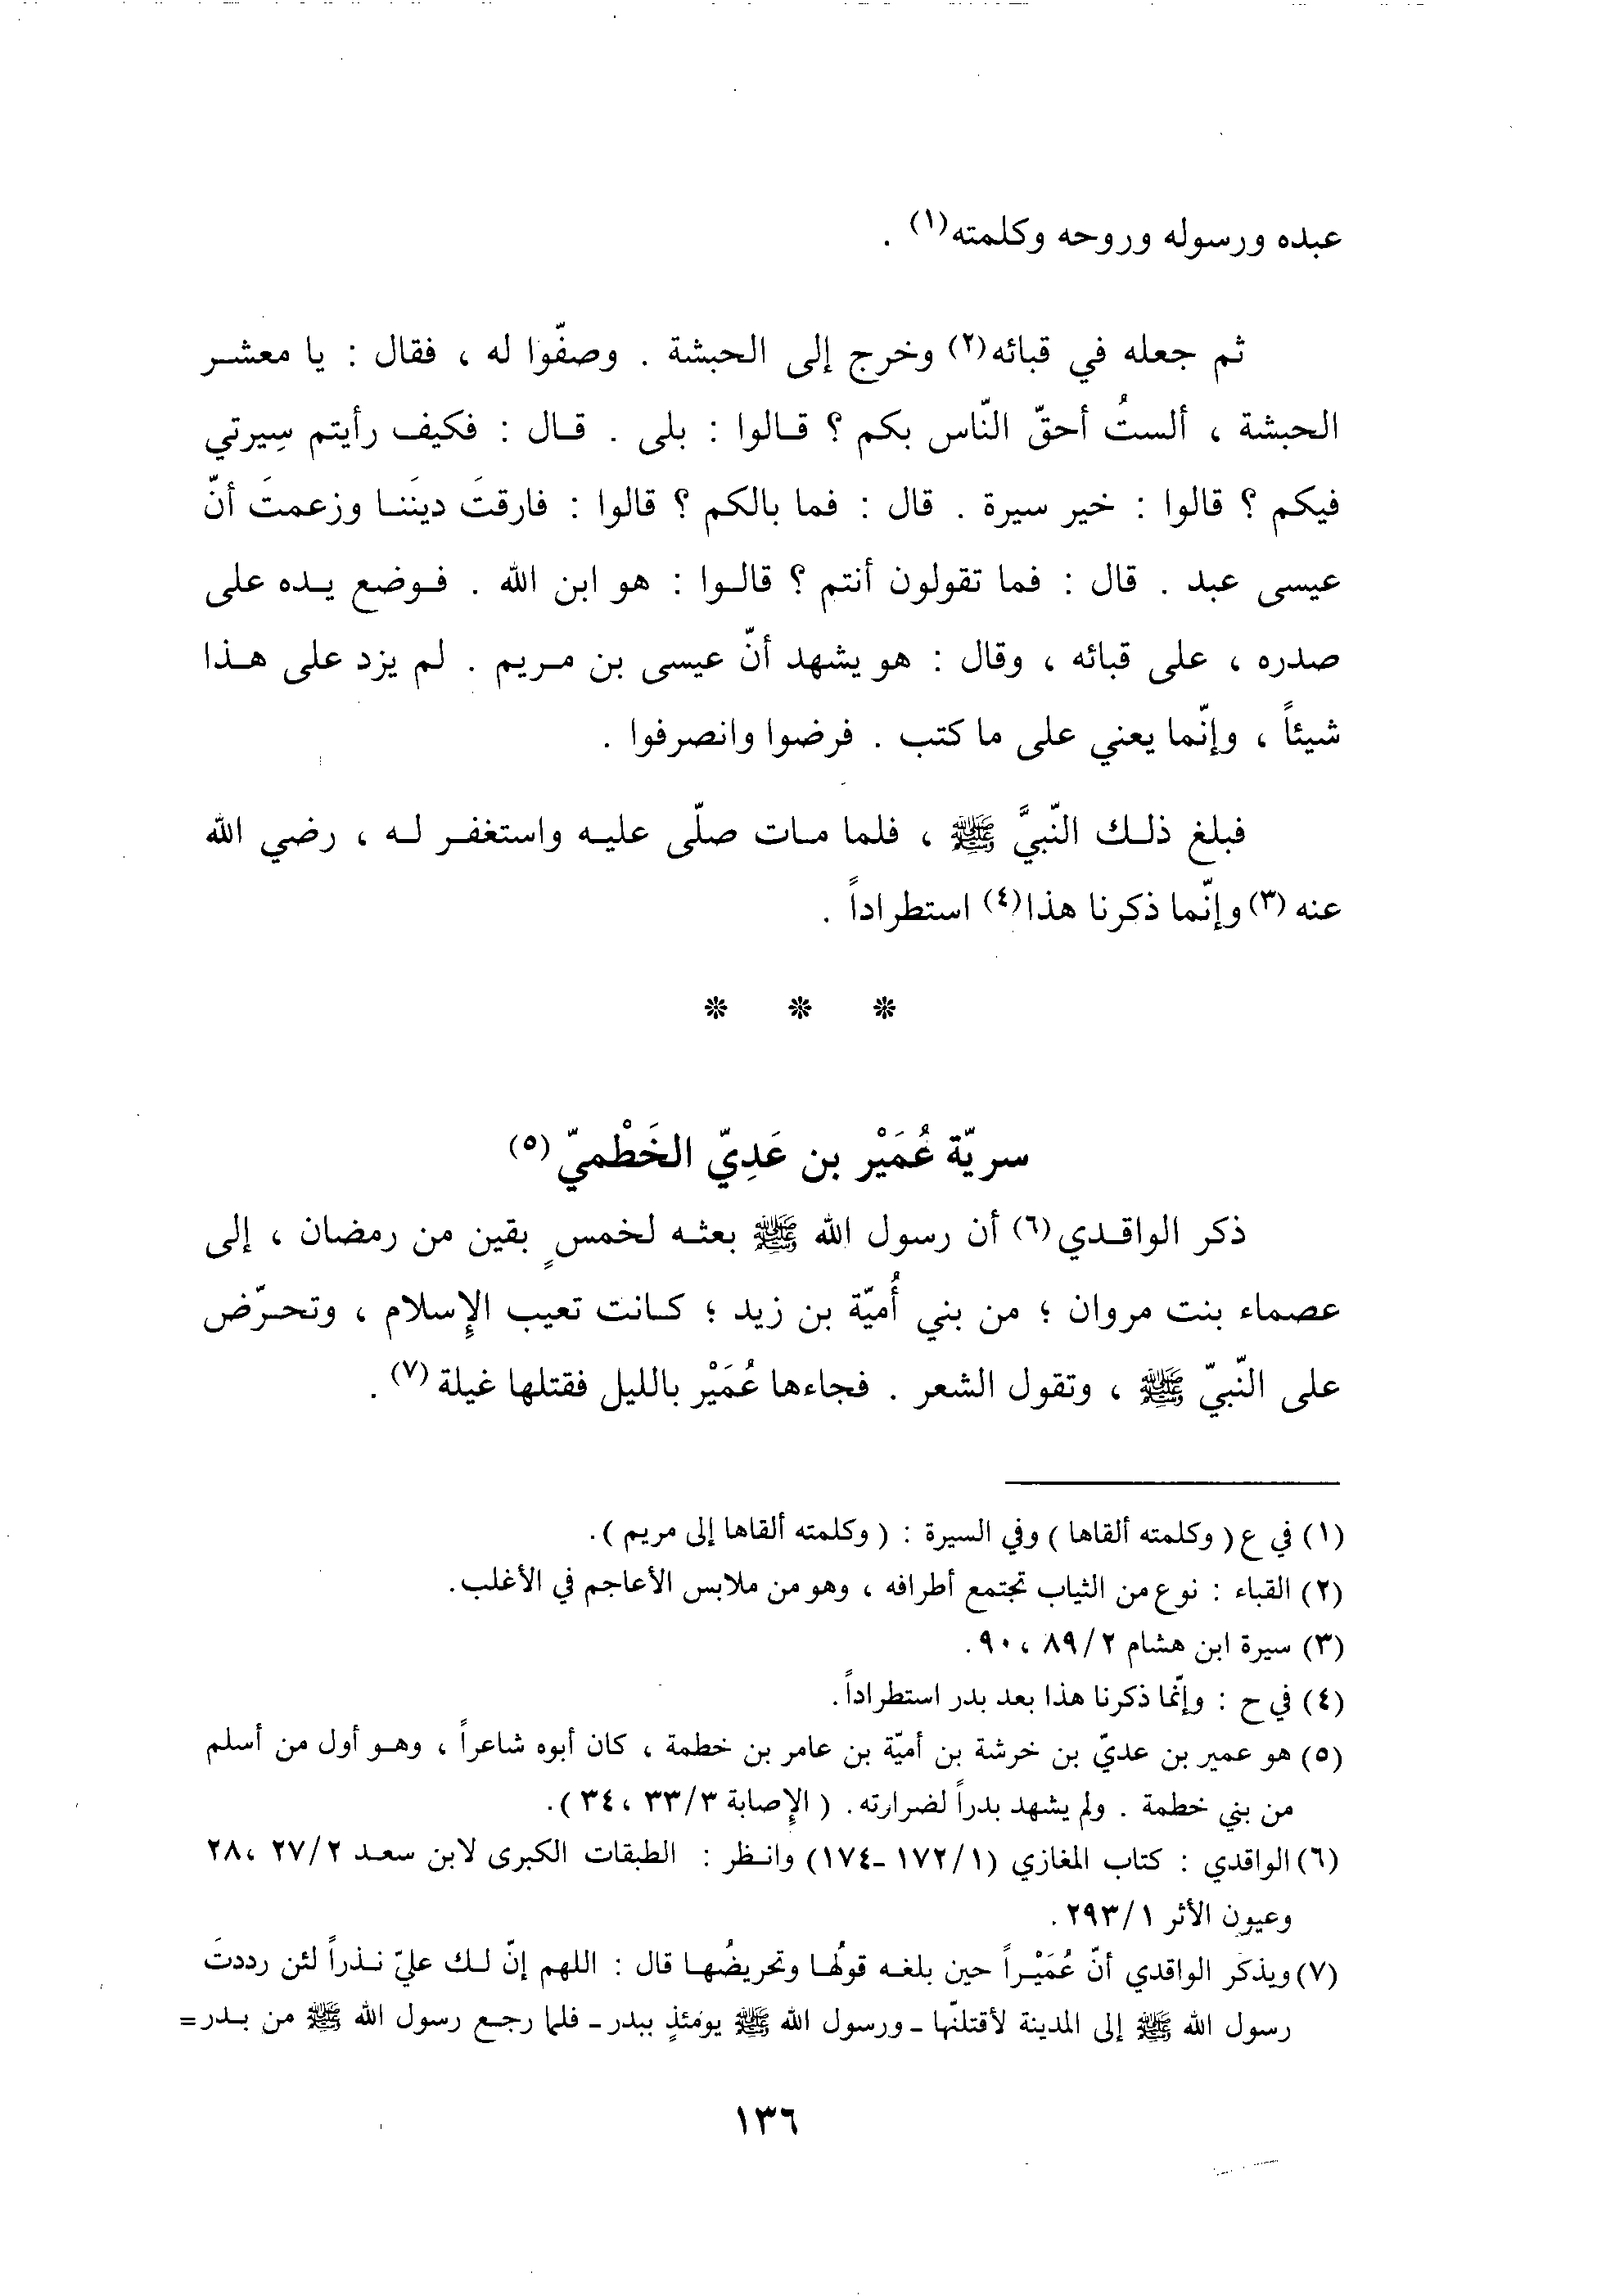 عبده ورسوله وروحه وكلمته(١) .
ثم جعله في قبائه(٢) وخرج إلى الحبشة . وصفّوا له ، فقال : يا معشر
الحبشة ، ألستُ أحقّ النّاس بكم ؟ قالوا : بلى . قال : فكيف رأيتم سِيرتي
فيكم ؟ قالوا : خير سيرة . قال : فما بالكم ؟ قالوا : فارقتَ دينَنا وزعمتَ أنّ
عيسى عبد . قال : فما تقولون أنتم ؟ قالوا : هو ابن الله . فوضع يده على
صدره ، على قبائه ، وقال : هو يشهد أنّ عيسى بن مريم . لم يزد على هذا
شيئاً ، وإنّما يعني على ما كتب . فرضوا وانصرفوا .
فبلغ ذلك النّبيَّ ﷺ ، فلما مات صلّى عليه واستغفر له ، رضي الله
عنه (٣) وإنّما ذكرنا هذا(٤) استطراداً .
* * *
سريّة عُمَيْر بن عَدِيّ الخَطْميّ (٥)
ذكر الواقدي(٦) أن رسول الله ﷺ بعثه لخمسٍ بقين من رمضان ، إلى
عصماء بنت مروان ؛ من بني أُميّة بن زيد ؛ كانت تعيب الإسلام ، وتحرّض
على النّبيّ ﷺ ، وتقول الشعر . فجاءها عُمَيْر بالليل فقتلها غيلة (٧) .
(١) في ع ( وكلمته ألقاها ) وفي السيرة : ( وكلمته ألقاها إلى مريم ).
(٢) القباء : نوع من الثياب تجتمع أطرافه ، وهو من ملابس الأعاجم في الأغلب.
(٣) سيرة ابن هشام ٢/ ٨٩ ، ٩٠.
(٤) في ح : وإنّما ذكرنا هذا بعد بدر استطراداً.
(٥) هو عمير بن عديّ بن خرشة بن أميّة بن عامر بن خطمة ، كان أبوه شاعراً ، وهو أول من أسلم
من بني خطمة . ولم يشهد بدراً لضرارته. ( الإصابة ٣/ ٣٣ ، ٣٤ ).
(٦) الواقدي : كتاب المغازي (١/ ١٧٢ - ١٧٤) وانظر : الطبقات الكبرى لابن سعد ٢/ ٢٧ ، ٢٨
وعيون الأثر ١/ ٢٩٣ .
(٧) ويذكر الواقدي أنّ عُمَيْراً حين بلغه قولُها وتحريضُها قال : اللهم إنّ لك عليّ نذراً لئن رددتَ
رسول الله ﷺ إلى المدينة لأقتلنّها - ورسول الله ﷺ يومئذٍ ببدر - فلما رجع رسول الله ﷺ من بدر =
١٣٦